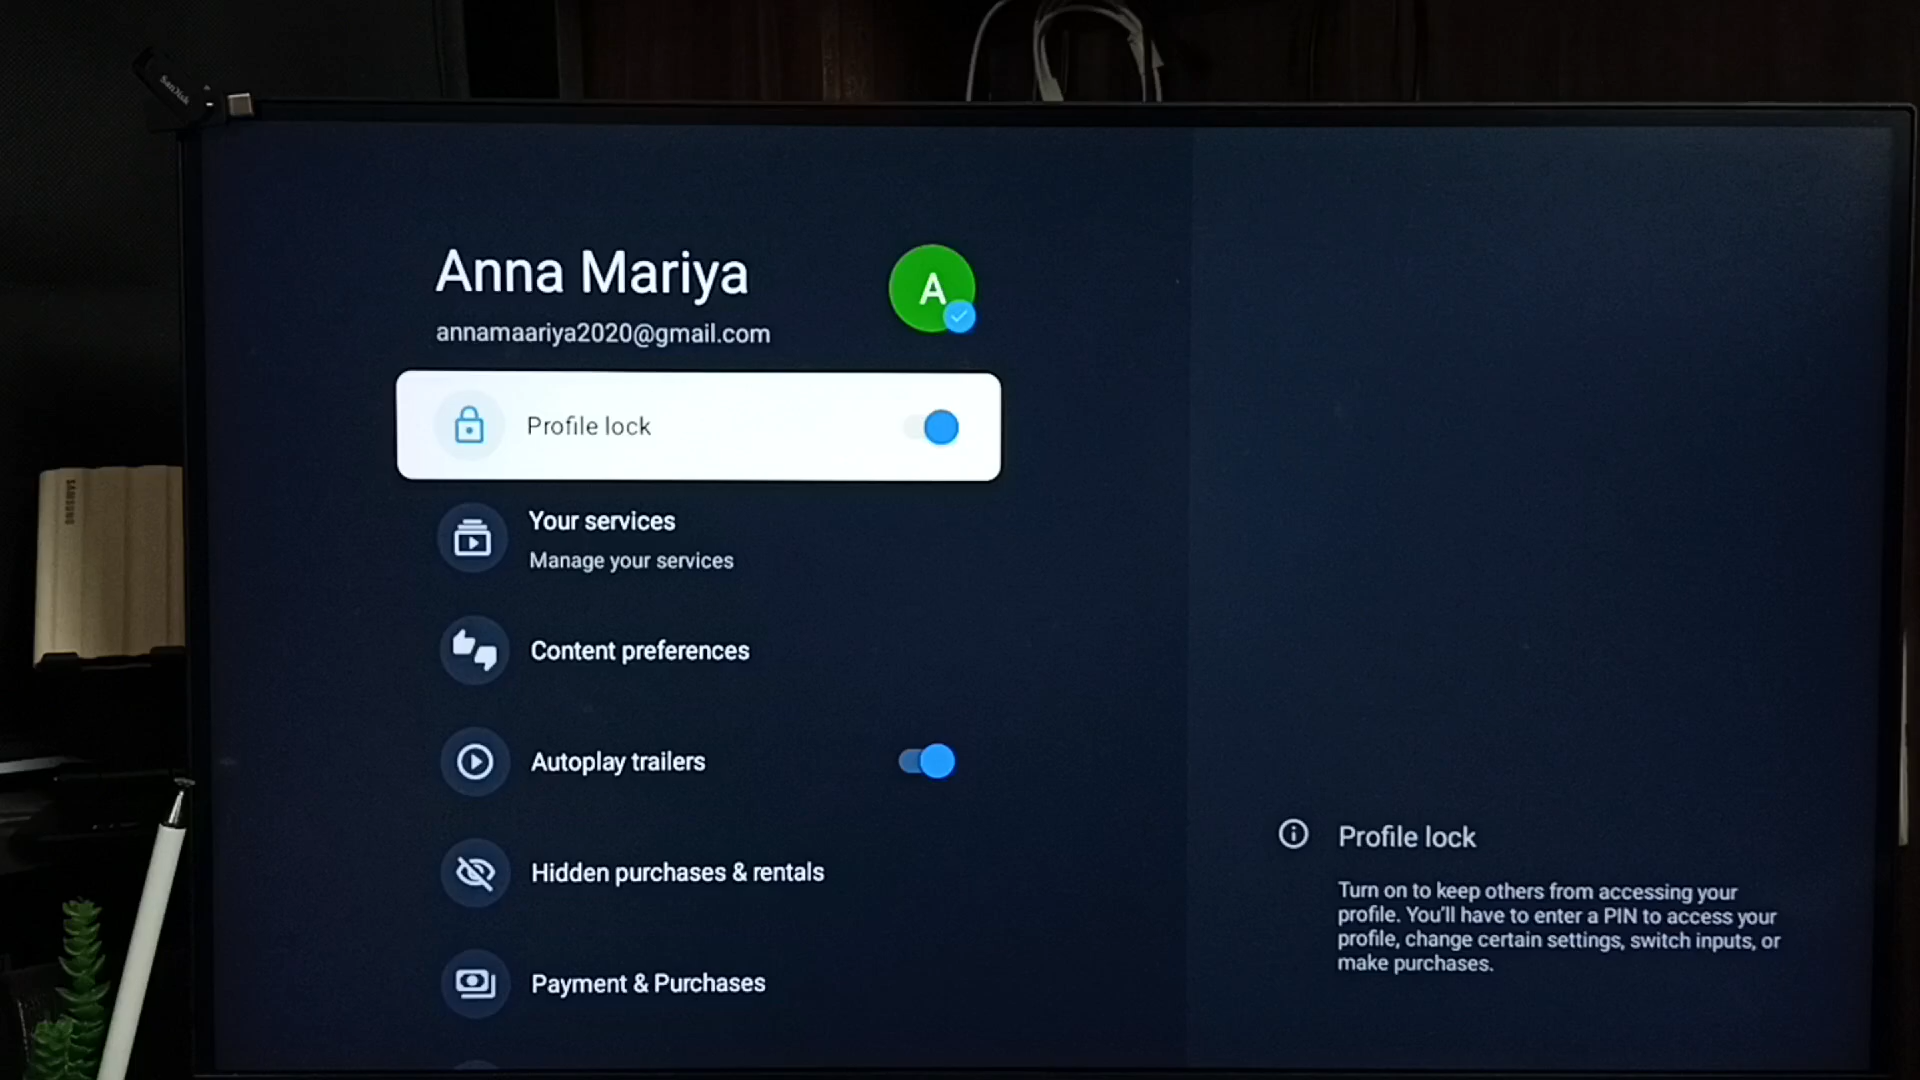 SanDisk
Anna Mariya
A
annamaariya2020@gmail.com
Profile lock
SAMSUNG
Your services
Manage your services
Content preferences
Autoplay trailers
Hidden purchases & rentals
Payment & Purchases
Profile lock
Turn on to keep others from accessing your
profile. You'll have to enter a PIN to access your
profile, change certain settings, switch inputs, or
make purchases.